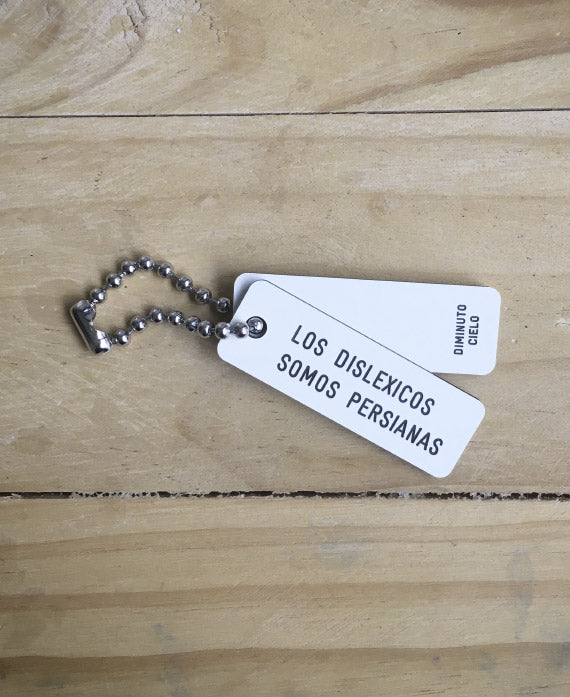 LOS DISLEXICOS
SOMOS PERSIANAS
DIMINUTO
CIELO